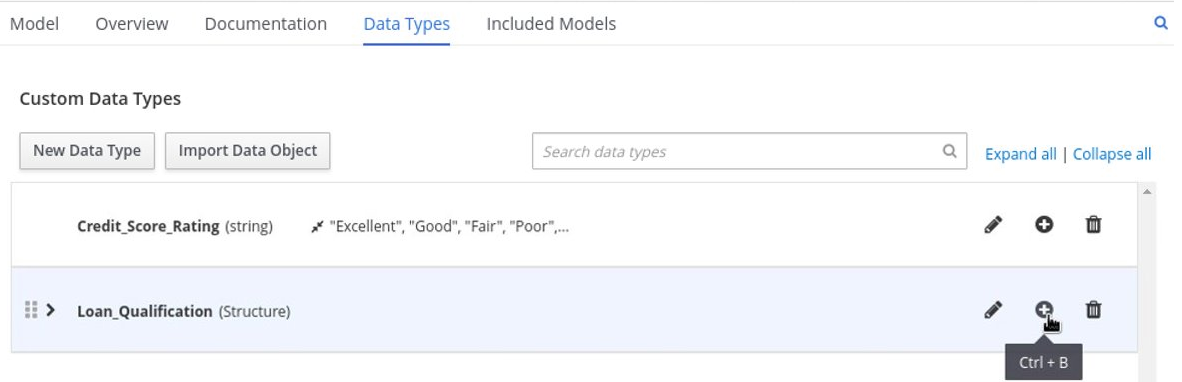 Model Overview Documentation Data Types Included Models
Custom Data Types
New Data Type Import Data Object Search data types Expand all | Collapse all
Credit_Score_Rating (string) "Excellent", "Good", "Fair", "Poor",...
Loan_Qualification (Structure)
Ctrl + B